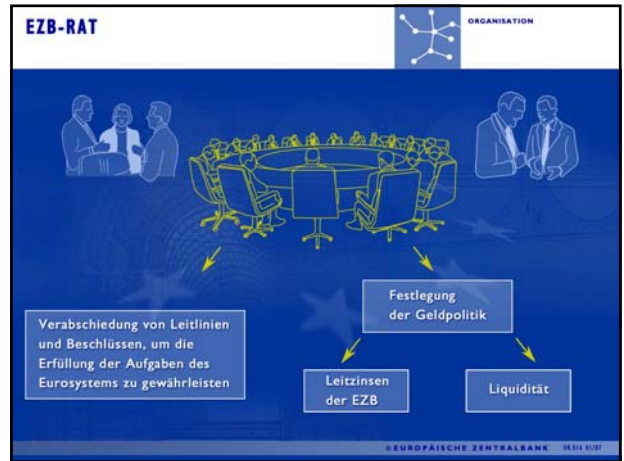 EZB-RAT
ORGANISATION
Verabschiedung von Leitlinien
und Beschlüssen, um die
Erfüllung der Aufgaben des
Eurosystems zu gewährleisten
Festlegung
der Geldpolitik
Leitzinsen
der EZB
Liquidität
© EUROPÄISCHE ZENTRALBANK